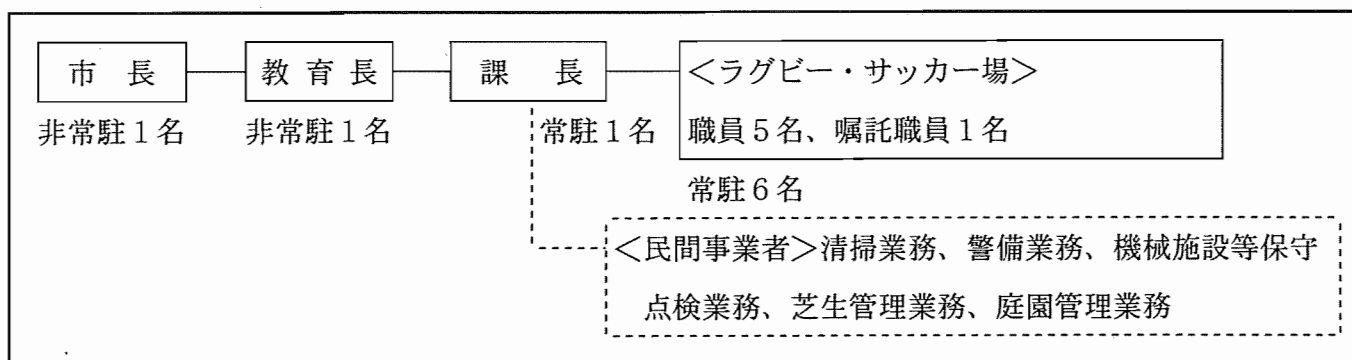 市 長
教 育 長
課 長
<ラグビー・サッカー場>
職員5名、嘱託職員1名
非常駐1名
非常駐1名
常駐1名
常駐6名
<民間事業者>清掃業務、警備業務、機械施設等保守
点検業務、芝生管理業務、庭園管理業務